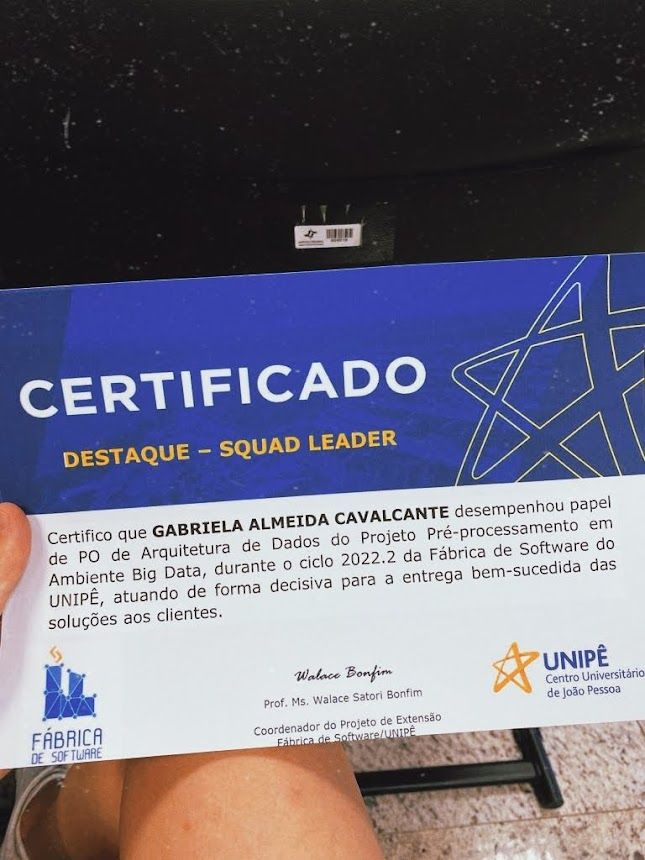 CERTIFICADO
DESTAQUE – SQUAD LEADER
Certifico que GABRIELA ALMEIDA CAVALCANTE desempenhou papel
de PO de Arquitetura de Dados do Projeto Pré-processamento em
Ambiente Big Data, durante o ciclo 2022.2 da Fábrica de Software do
UNIPÊ, atuando de forma decisiva para a entrega bem-sucedida das
soluções aos clientes.
Walace Bonfim
Prof. Ms. Walace Satori Bonfim
Coordenador do Projeto de Extensão
Fábrica de Software/UNIPÊ
FÁBRICA
DE SOFTWARE
UNIPÊ
Centro Universitário
de João Pessoa